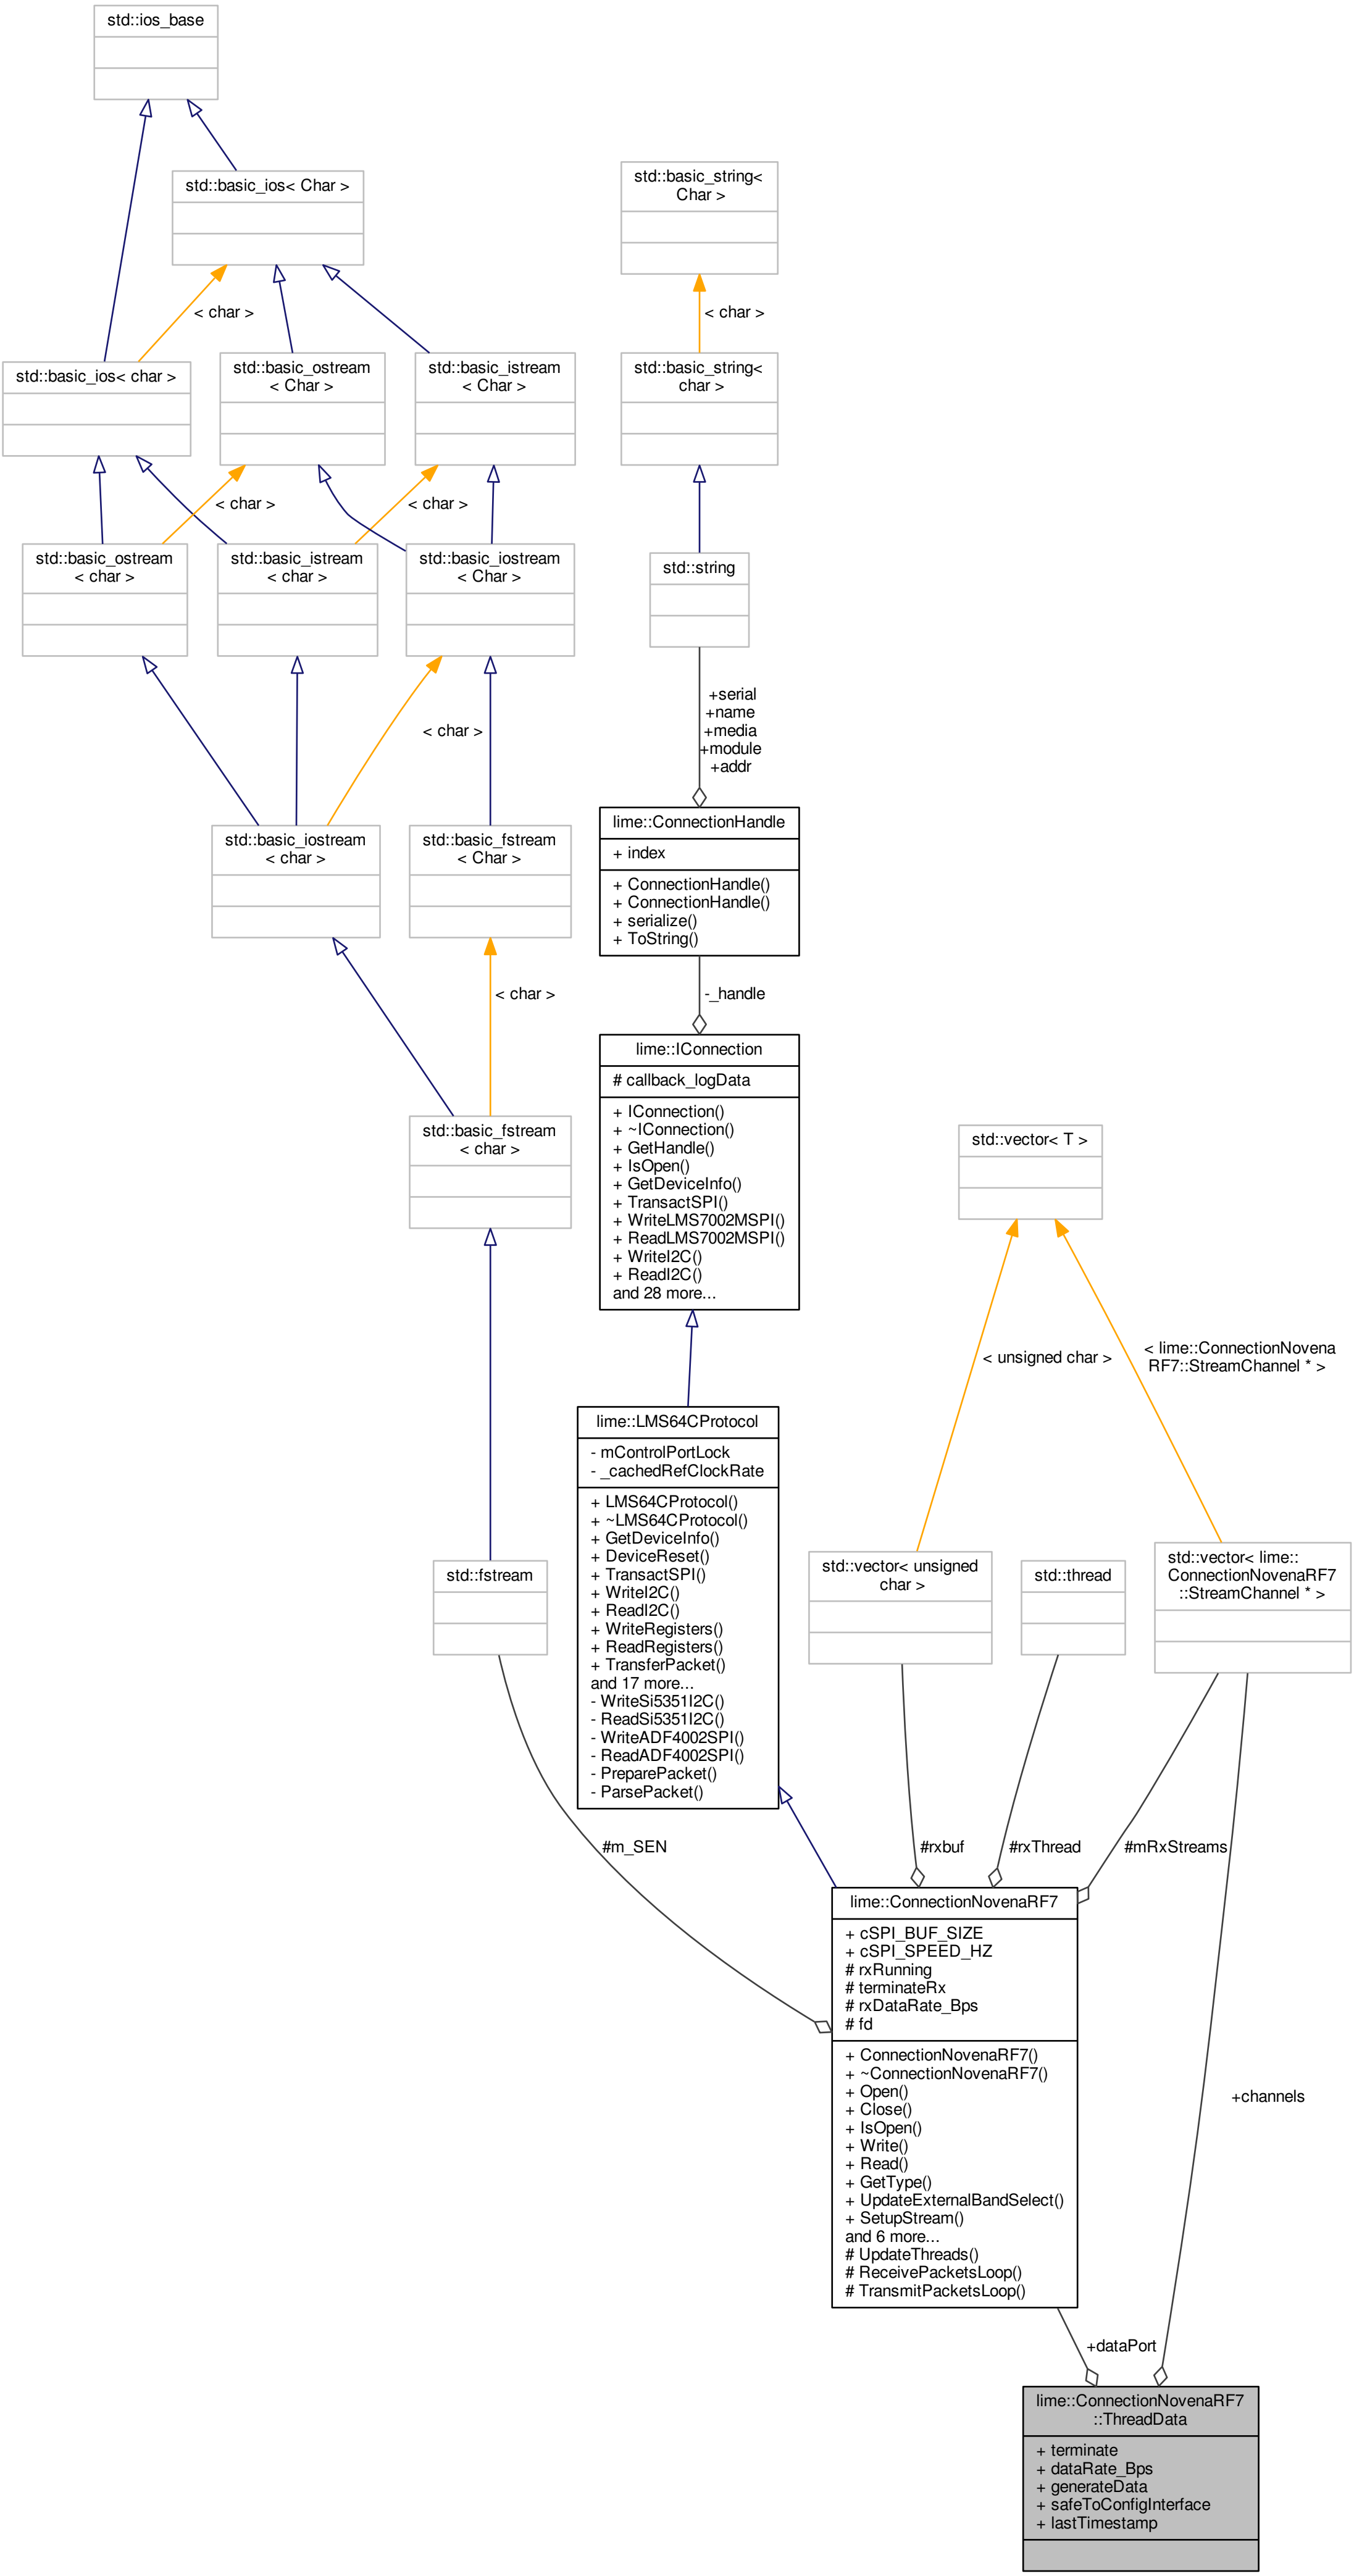 std::ios_base
std::basic_ios< Char >
std::basic_string<
Char >
< char >
< char >
std::basic_ios< char >
std::basic_ostream
< Char >
std::basic_istream
< Char >
std::basic_string<
char >
< char >
< char >
std::basic_ostream
< char >
std::basic_istream
< char >
std::basic_iostream
< Char >
std::string
+serial
+name
+media
+module
+addr
< char >
std::basic_iostream
< char >
std::basic_fstream
< Char >
lime::ConnectionHandle
+ index
+ ConnectionHandle()
+ ConnectionHandle()
+ serialize()
+ ToString()
< char >
-_handle
lime::IConnection
# callback_logData
+ IConnection()
+ ~IConnection()
+ GetHandle()
+ IsOpen()
+ GetDeviceInfo()
+ TransactSPI()
+ WriteLMS7002MSPI()
+ ReadLMS7002MSPI()
+ WriteI2C()
+ ReadI2C()
and 28 more...
std::basic_fstream
< char >
std::vector< T >
< unsigned char >
< lime::ConnectionNovena
RF7::StreamChannel * >
lime::LMS64CProtocol
- mControlPortLock
- _cachedRefClockRate
+ LMS64CProtocol()
+ ~LMS64CProtocol()
+ GetDeviceInfo()
+ DeviceReset()
+ TransactSPI()
+ WriteI2C()
+ ReadI2C()
+ WriteRegisters()
+ ReadRegisters()
+ TransferPacket()
and 17 more...
- WriteSi5351I2C()
- ReadSi5351I2C()
- WriteADF4002SPI()
- ReadADF4002SPI()
- PreparePacket()
- ParsePacket()
std::fstream
std::vector< unsigned
char >
std::thread
std::vector< lime::
ConnectionNovenaRF7
::StreamChannel * >
#m_SEN
#rxbuf
#rxThread
#mRxStreams
lime::ConnectionNovenaRF7
+ cSPI_BUF_SIZE
+ cSPI_SPEED_HZ
# rxRunning
# terminateRx
# rxDataRate_Bps
# fd
+ ConnectionNovenaRF7()
+ ~ConnectionNovenaRF7()
+ Open()
+ Close()
+ IsOpen()
+ Write()
+ Read()
+ GetType()
+ UpdateExternalBandSelect()
+ SetupStream()
and 6 more...
# UpdateThreads()
# ReceivePacketsLoop()
# TransmitPacketsLoop()
+channels
+dataPort
lime::ConnectionNovenaRF7
::ThreadData
+ terminate
+ dataRate_Bps
+ generateData
+ safeToConfigInterface
+ lastTimestamp